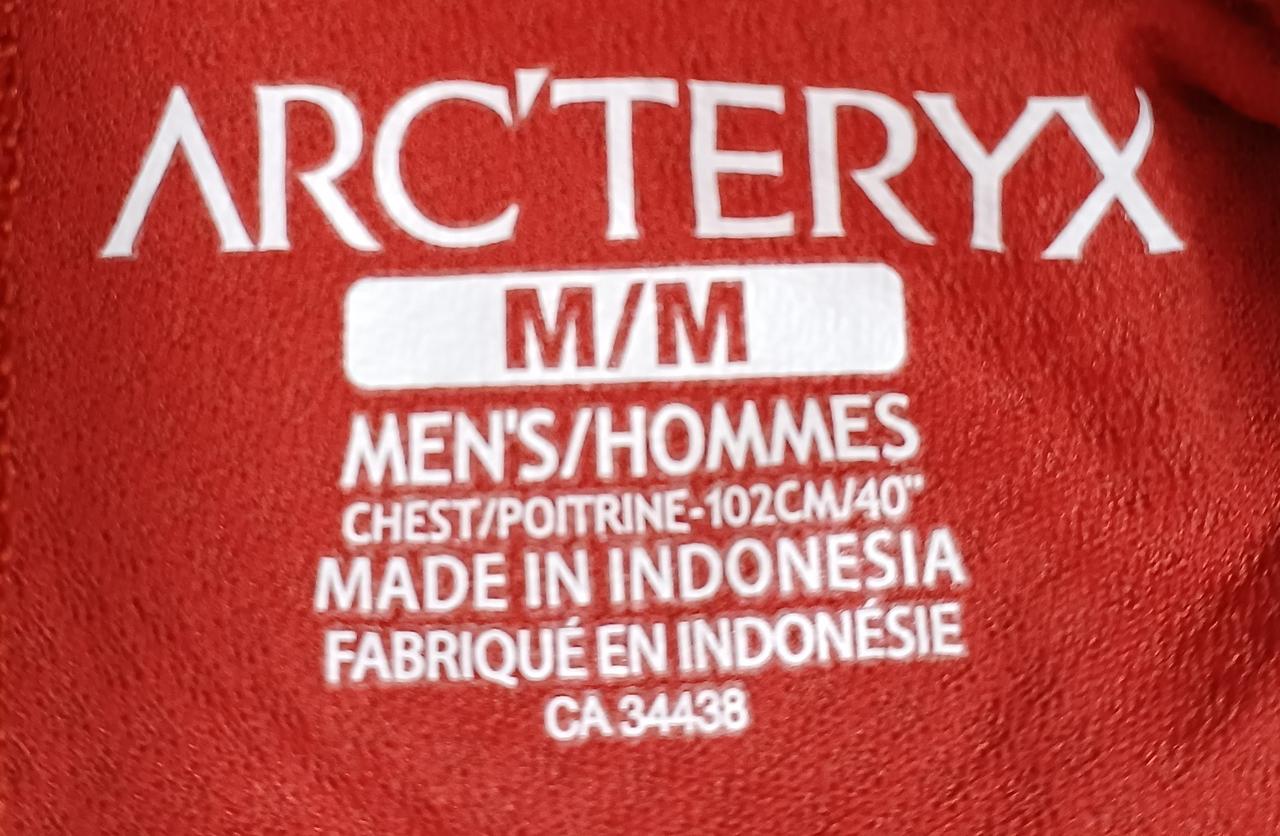 ARC'TERYX
M/M
MEN'S/HOMMES
CHEST/POITRINE-102CM/40"
MADE IN INDONESIA
FABRIQUÉ EN INDONÉSIE
CA 34438